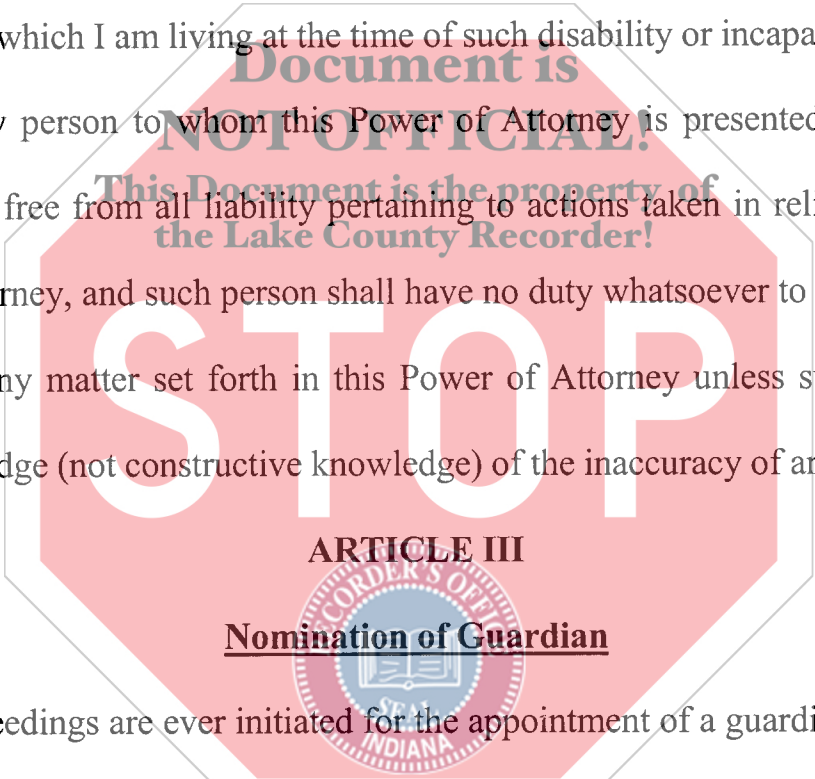 which I am living at the time of such disability or incapa
Document is
person to whom this Power of Attorney is presented
NOT OFFICIAL!
This Document is the property of
free from all liability pertaining to actions taken in reli
the Lake County Recorder!
rney, and such person shall have no duty whatsoever to
STOP
ny matter set forth in this Power of Attorney unless s
dge (not constructive knowledge) of the inaccuracy of a
ARTICLE III
RECORDER'S OFFICE
Nomination of Guardian
eedings are ever initiated for the appointment of a guardi
SEAL
INDIANA